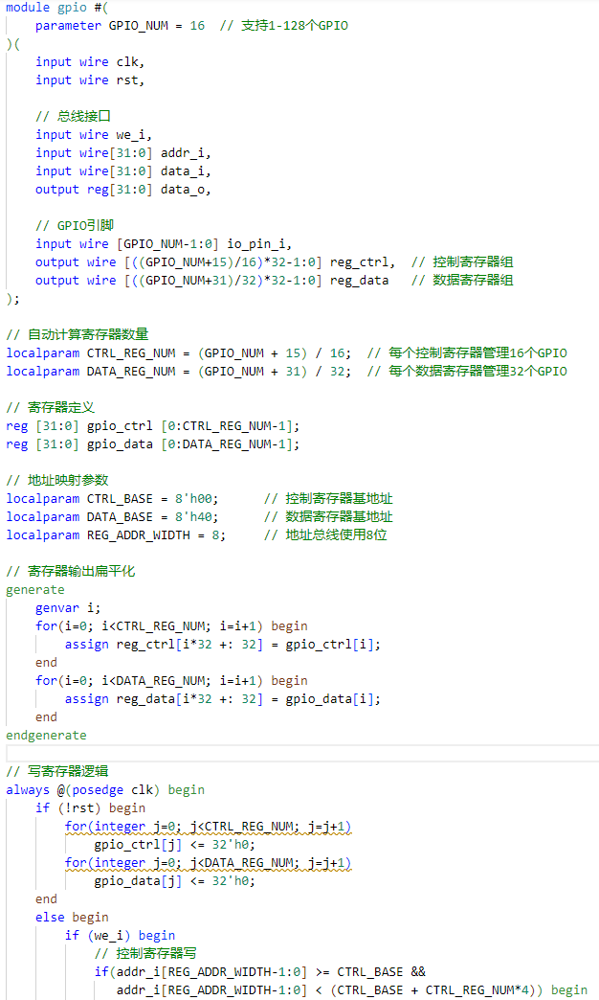 module gpio #(
    parameter GPIO_NUM = 16  // 支持1-128个GPIO
)(
    input wire clk,
    input wire rst,

    // 总线接口
    input wire we_i,
    input wire[31:0] addr_i,
    input wire[31:0] data_i,
    output reg[31:0] data_o,

    // GPIO引脚
    input wire [GPIO_NUM-1:0] io_pin_i,
    output wire [((GPIO_NUM+15)/16)*32-1:0] reg_ctrl,  // 控制寄存器组
    output wire [((GPIO_NUM+31)/32)*32-1:0] reg_data   // 数据寄存器组
);

// 自动计算寄存器数量
localparam CTRL_REG_NUM = (GPIO_NUM + 15) / 16;  // 每个控制寄存器管理16个GPIO
localparam DATA_REG_NUM = (GPIO_NUM + 31) / 32;  // 每个数据寄存器管理32个GPIO

// 寄存器定义
reg [31:0] gpio_ctrl [0:CTRL_REG_NUM-1];
reg [31:0] gpio_data [0:DATA_REG_NUM-1];

// 地址映射参数
localparam CTRL_BASE = 8'h00;      // 控制寄存器基地址
localparam DATA_BASE = 8'h40;      // 数据寄存器基地址
localparam REG_ADDR_WIDTH = 8;     // 地址总线使用8位

// 寄存器输出扁平化
generate
    genvar i;
    for(i=0; i<CTRL_REG_NUM; i=i+1) begin
        assign reg_ctrl[i*32 +: 32] = gpio_ctrl[i];
    end
    for(i=0; i<DATA_REG_NUM; i=i+1) begin
        assign reg_data[i*32 +: 32] = gpio_data[i];
    end
endgenerate

// 写寄存器逻辑
always @(posedge clk) begin
    if (!rst) begin
        for(integer j=0; j<CTRL_REG_NUM; j=j+1)
            gpio_ctrl[j] <= 32'h0;
        for(integer j=0; j<DATA_REG_NUM; j=j+1)
            gpio_data[j] <= 32'h0;
    end
    else begin
        if (we_i) begin
            // 控制寄存器写
            if(addr_i[REG_ADDR_WIDTH-1:0] >= CTRL_BASE &&
               addr_i[REG_ADDR_WIDTH-1:0] < (CTRL_BASE + CTRL_REG_NUM*4)) begin